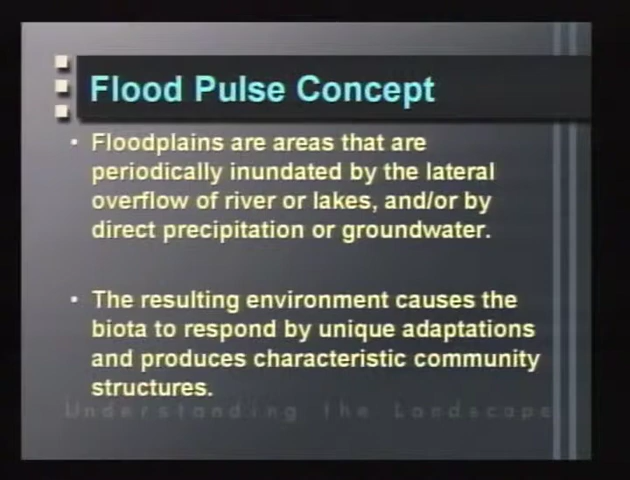 Flood Pulse Concept
• Floodplains are areas that are
periodically inundated by the lateral
overflow of river or lakes, and/or by
direct precipitation or groundwater.
• The resulting environment causes the
biota to respond by unique adaptations
and produces characteristic community
structures.
Understanding the Landscape